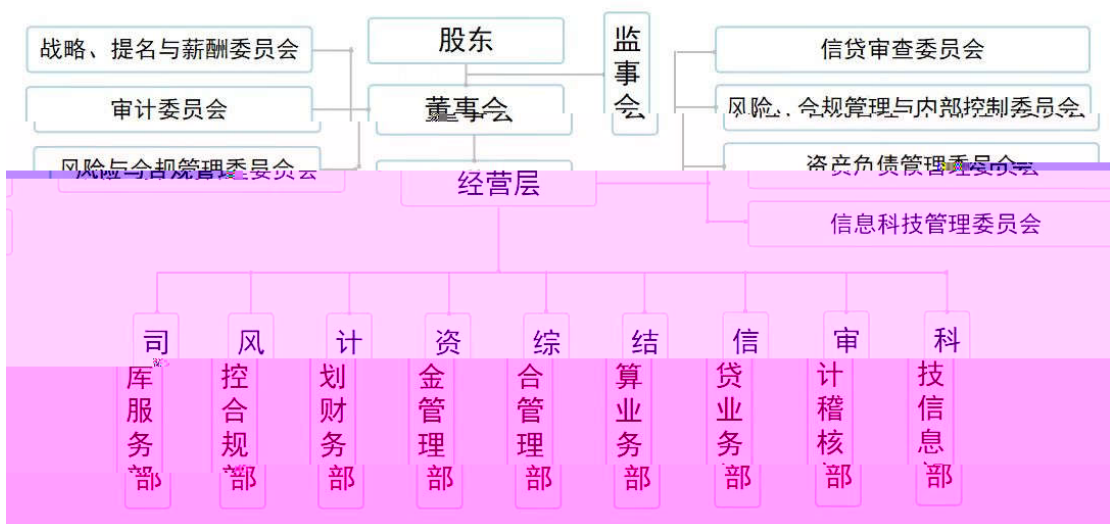 战略、提名与薪酬委员会
股东
监事会
信贷审查委员会
审计委员会
董事会
风险、合规管理与内部控制委员会
风险与合规管理委员会
资产负债管理委员会
经营层
信息科技管理委员会
司库服务部
风控合规部
计划财务部
资金管理部
综合管理部
结算业务部
信贷业务部
审计稽核部
科技信息部